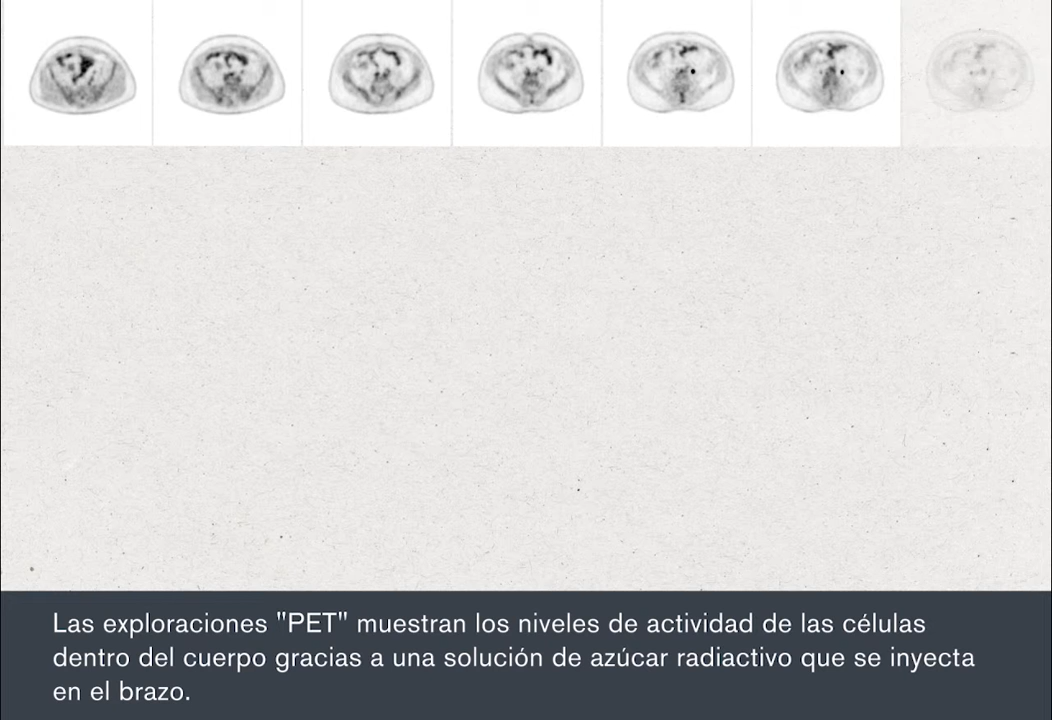 Las exploraciones "PET" muestran los niveles de actividad de las células
dentro del cuerpo gracias a una solución de azúcar radiactivo que se inyecta
en el brazo.